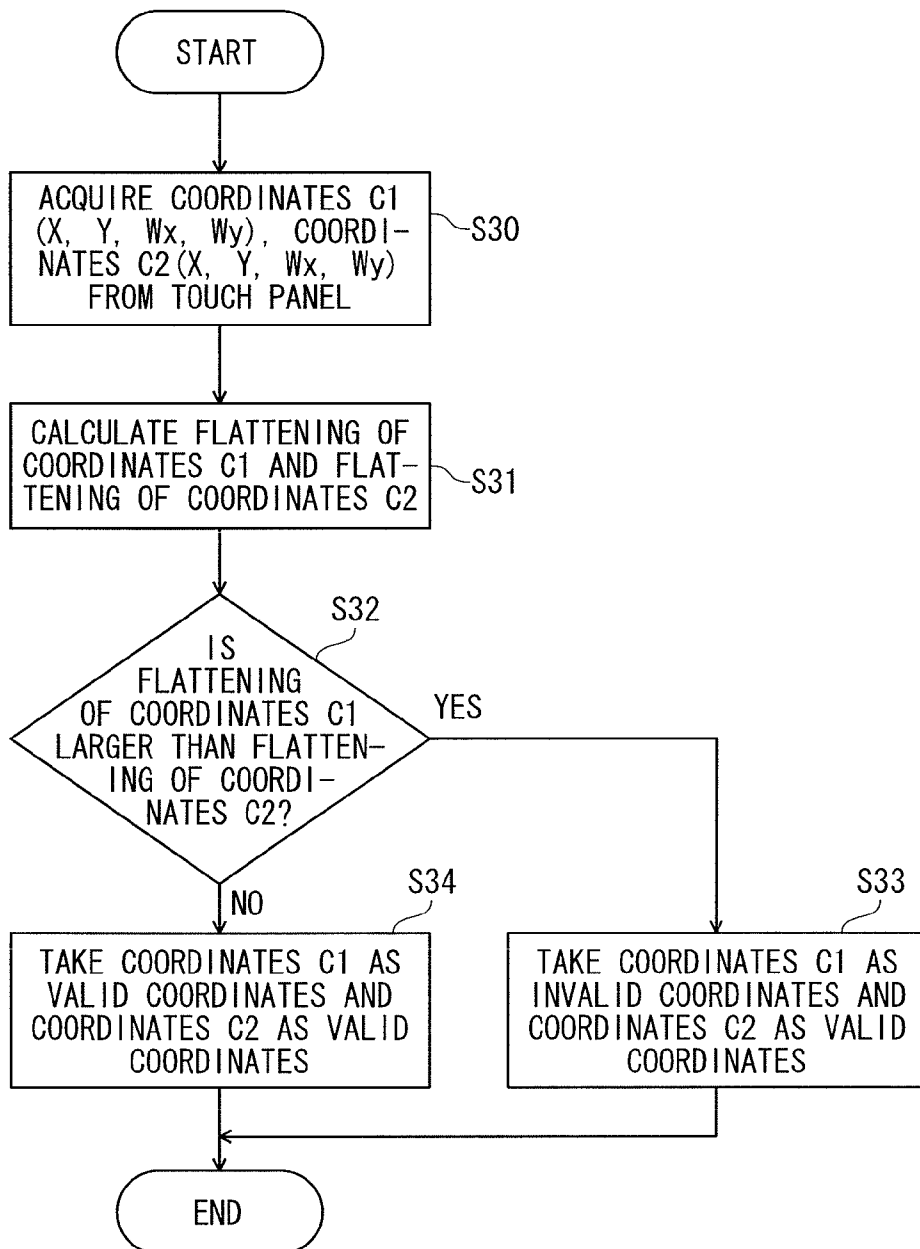 START
ACQUIRE COORDINATES C1
(X, Y, Wx, Wy), COORDI-
NATES C2(X, Y, Wx, Wy)
FROM TOUCH PANEL
S30
CALCULATE FLATTENING OF
COORDINATES C1 AND FLAT-
TENING OF COORDINATES C2
S31
S32
IS
FLATTENING
OF COORDINATES C1
LARGER THAN FLATTEN-
ING OF COORDI-
NATES C2?
YES
NO
S34
TAKE COORDINATES C1 AS
VALID COORDINATES AND
COORDINATES C2 AS VALID
COORDINATES
S33
TAKE COORDINATES C1 AS
INVALID COORDINATES AND
COORDINATES C2 AS VALID
COORDINATES
END